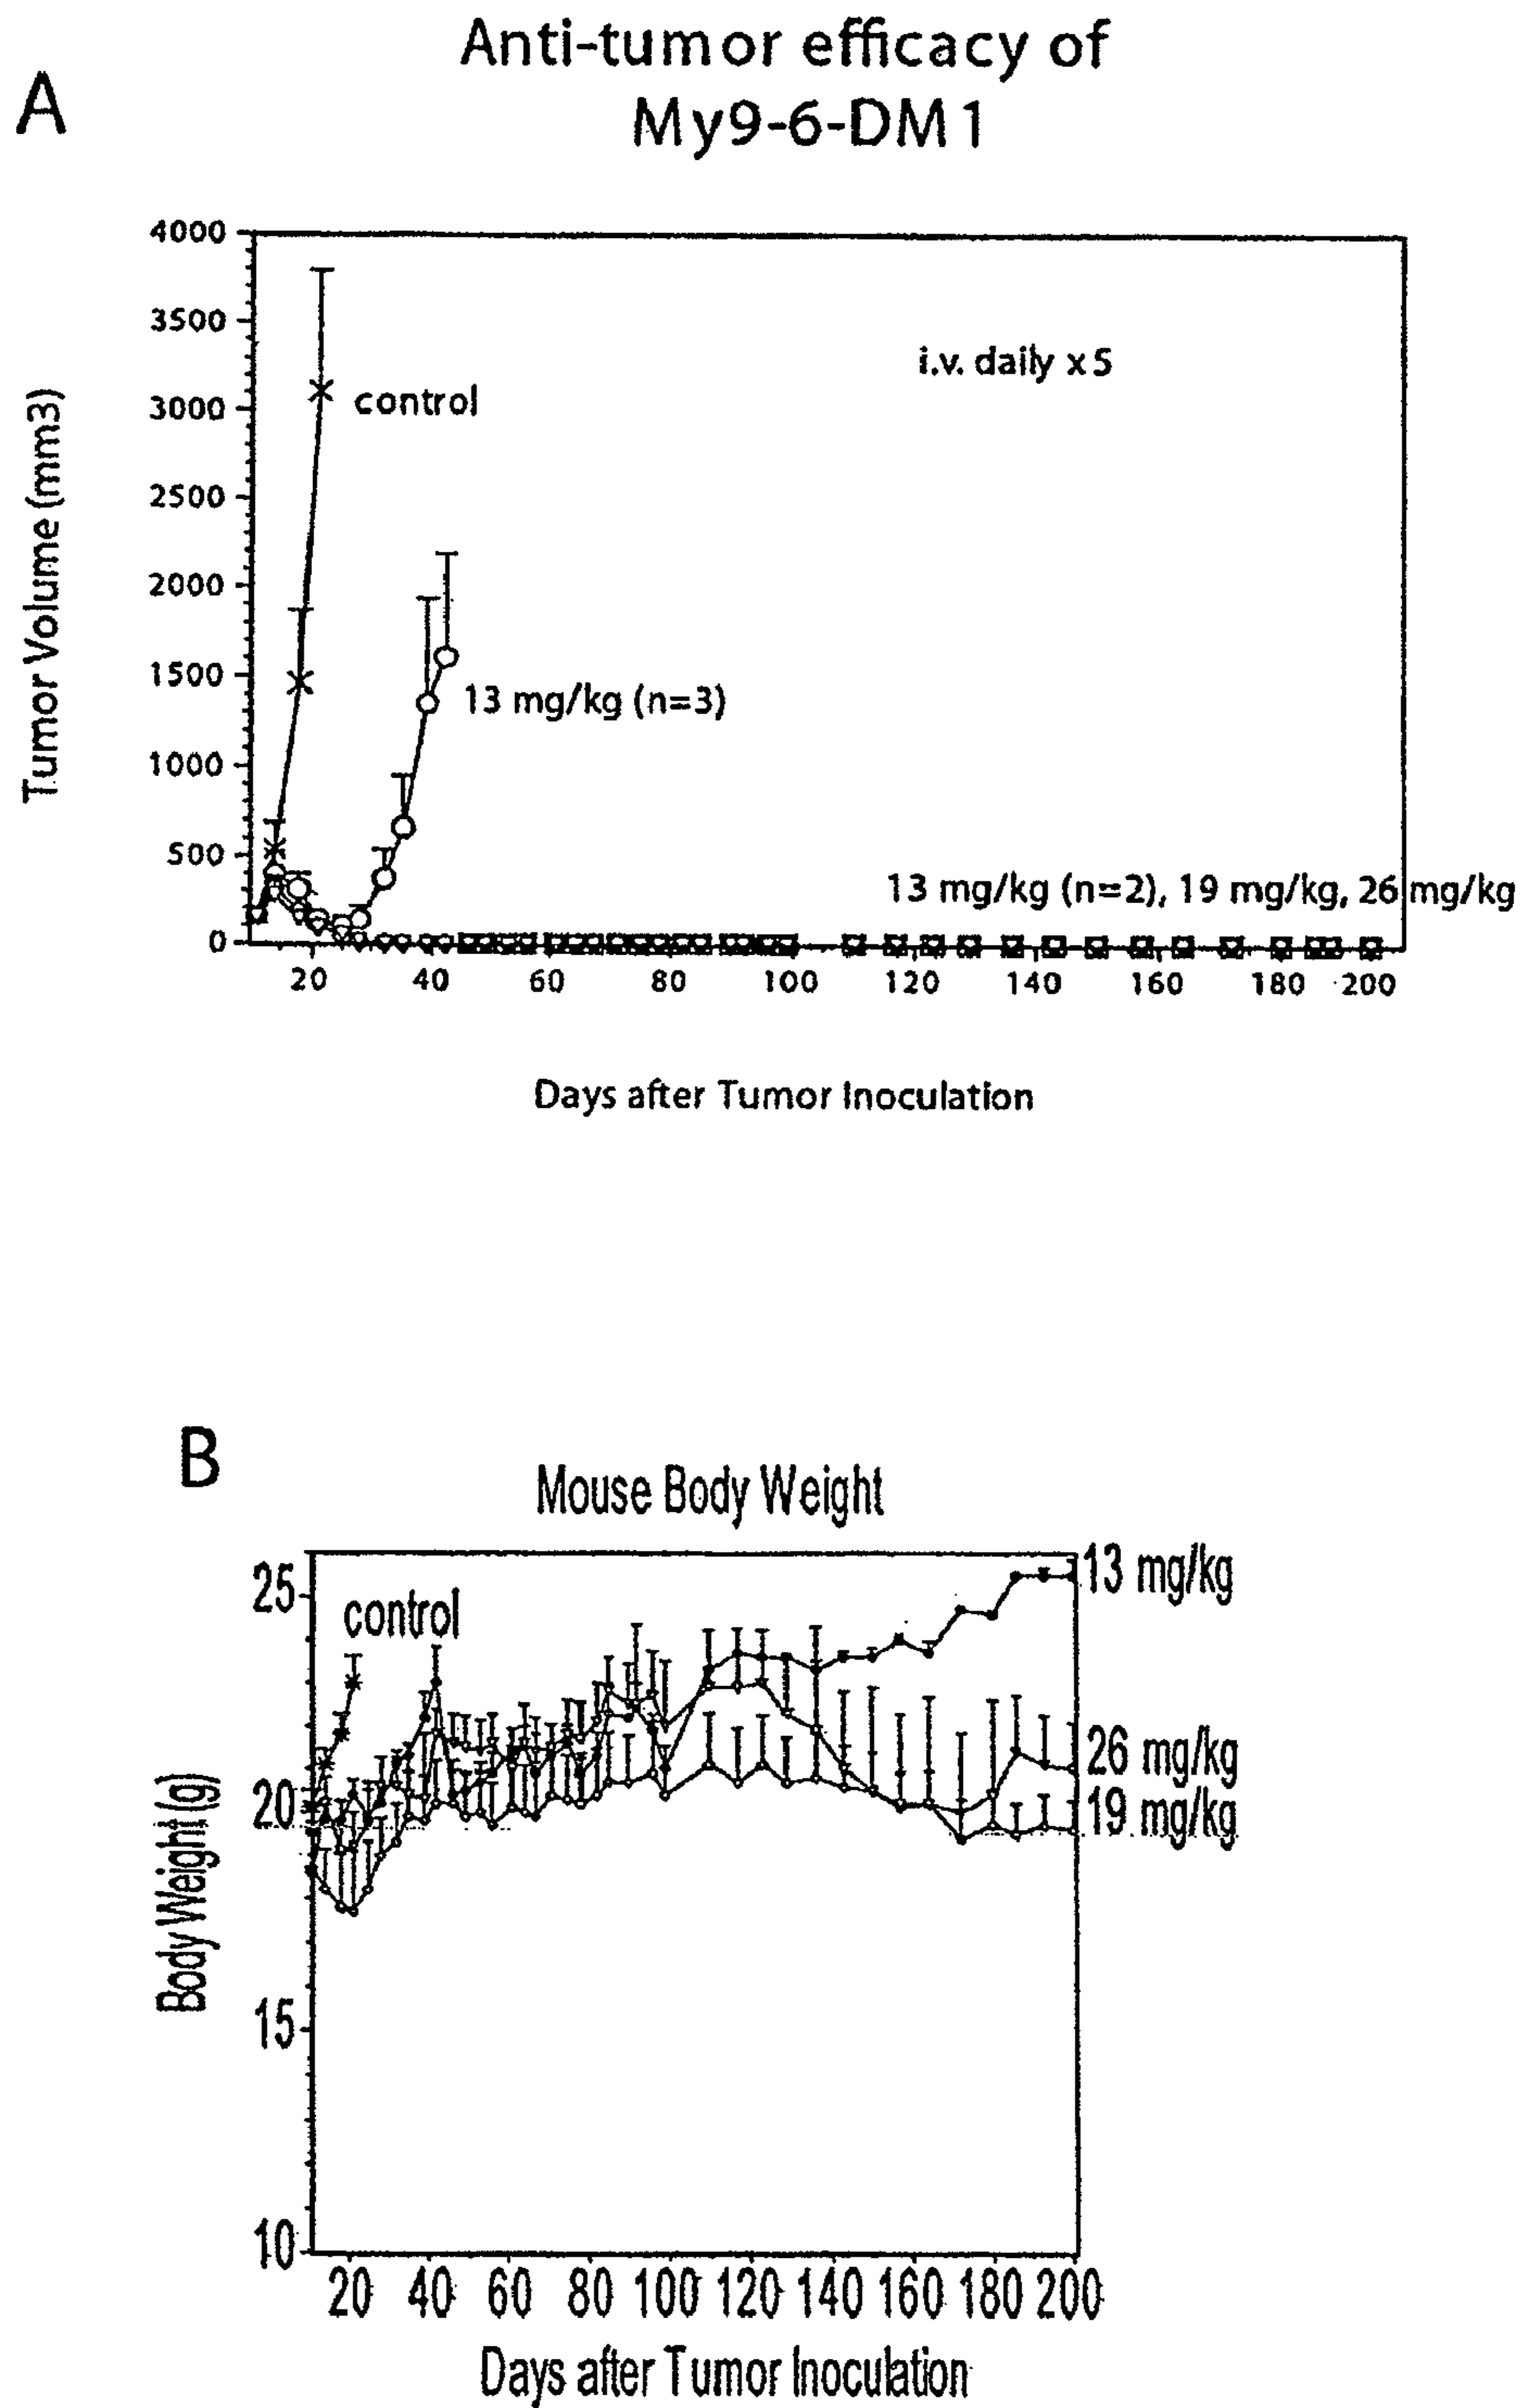 Anti-tumor efficacy of
My9-6-DM1
A
4000
3500
3000
2500
2000
1500
1000
500
0
Tumor Volume (mm3)
i.v. daily x 5
control
13 mg/kg (n=3)
13 mg/kg (n=2), 19 mg/kg, 26 mg/kg
20 40 60 80 100 120 140 160 180 200
Days after Tumor Inoculation
B
Mouse Body Weight
25
20
15
10
Body Weight (g)
control
13 mg/kg
26 mg/kg
19 mg/kg
20 40 60 80 100 120 140 160 180 200
Days after Tumor Inoculation